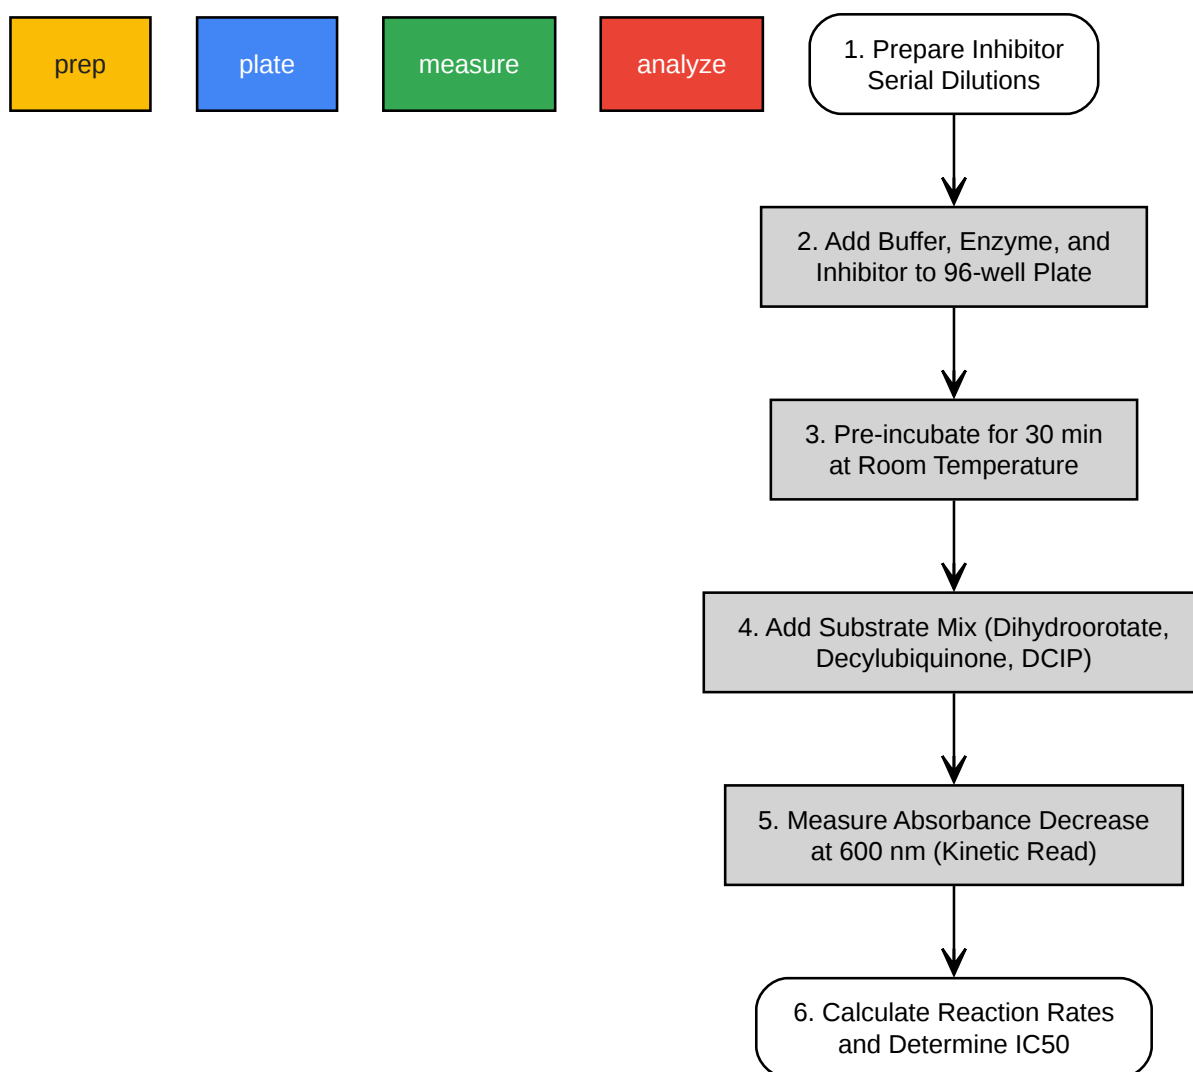 prep
plate
measure
analyze
1. Prepare Inhibitor
Serial Dilutions
2. Add Buffer, Enzyme, and
Inhibitor to 96-well Plate
3. Pre-incubate for 30 min
at Room Temperature
4. Add Substrate Mix (Dihydroorotate,
Decylubiquinone, DCIP)
5. Measure Absorbance Decrease
at 600 nm (Kinetic Read)
6. Calculate Reaction Rates
and Determine IC50